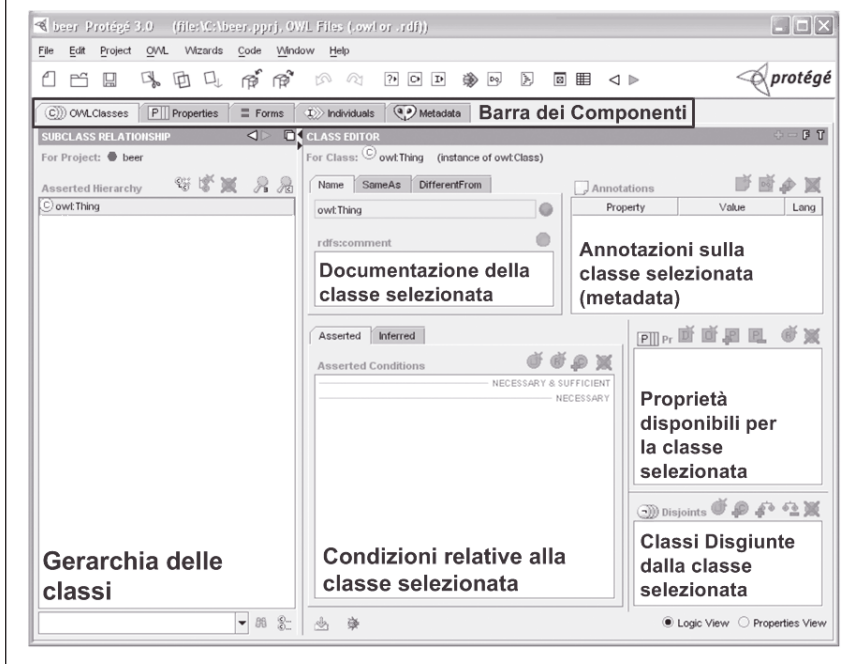 beer Protégé 3.0 (file:\C:\beer.pprj, OWL Files (.owl or .rdf))
File Edit Project OWL Wizards Code Window Help
protégé
OWLClasses Properties Forms Individuals Metadata Barra dei Componenti
SUBCLASS RELATIONSHIP
For Project: beer
Asserted Hierarchy
owl:Thing
Gerarchia delle
classi
CLASS EDITOR
For Class: owl:Thing (instance of owl:Class)
Name SameAs DifferentFrom
owl:Thing
rdfs:comment
Documentazione della
classe selezionata
Annotations
Property Value Lang
Annotazioni sulla
classe selezionata
(metadata)
Asserted Inferred
Asserted Conditions
NECESSARY & SUFFICIENT
NECESSARY
Condizioni relative alla
classe selezionata
Pr
Proprietà
disponibili per
la classe
selezionata
Disjoints
Classi Disgiunte
dalla classe
selezionata
Logic View Properties View